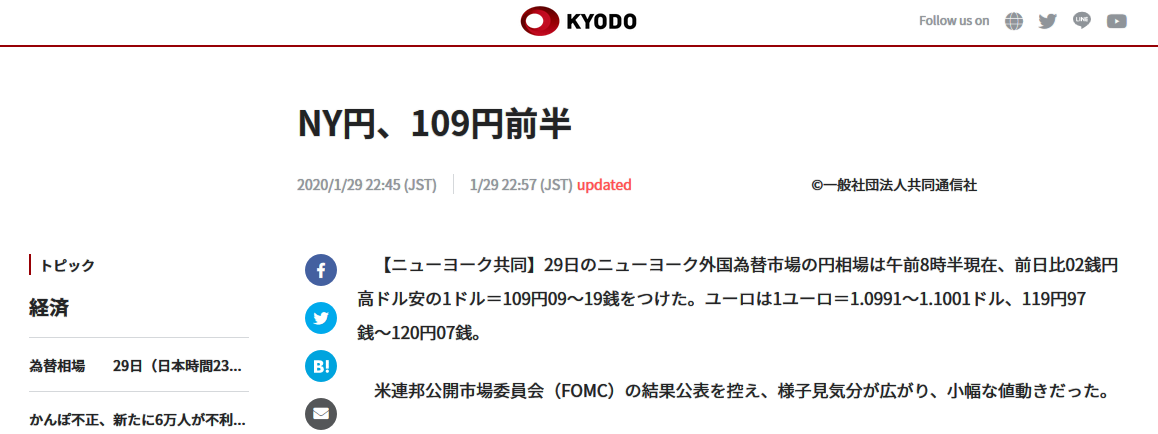 KYODO
Follow us on
LINE
NY円、109円前半
2020/1/29 22:45 (JST)
1/29 22:57 (JST) updated
©一般社団法人共同通信社
トピック
経済
為替相場　29日（日本時間23...
かんぽ不正、新たに6万人が不利...
B!
【ニューヨーク共同】29日のニューヨーク外国為替市場の円相場は午前8時半現在、前日比02銭円
高ドル安の1ドル＝109円09〜19銭をつけた。ユーロは1ユーロ＝1.0991〜1.1001ドル、119円97
銭〜120円07銭。
米連邦公開市場委員会（FOMC）の結果公表を控え、様子見気分が広がり、小幅な値動きだった。